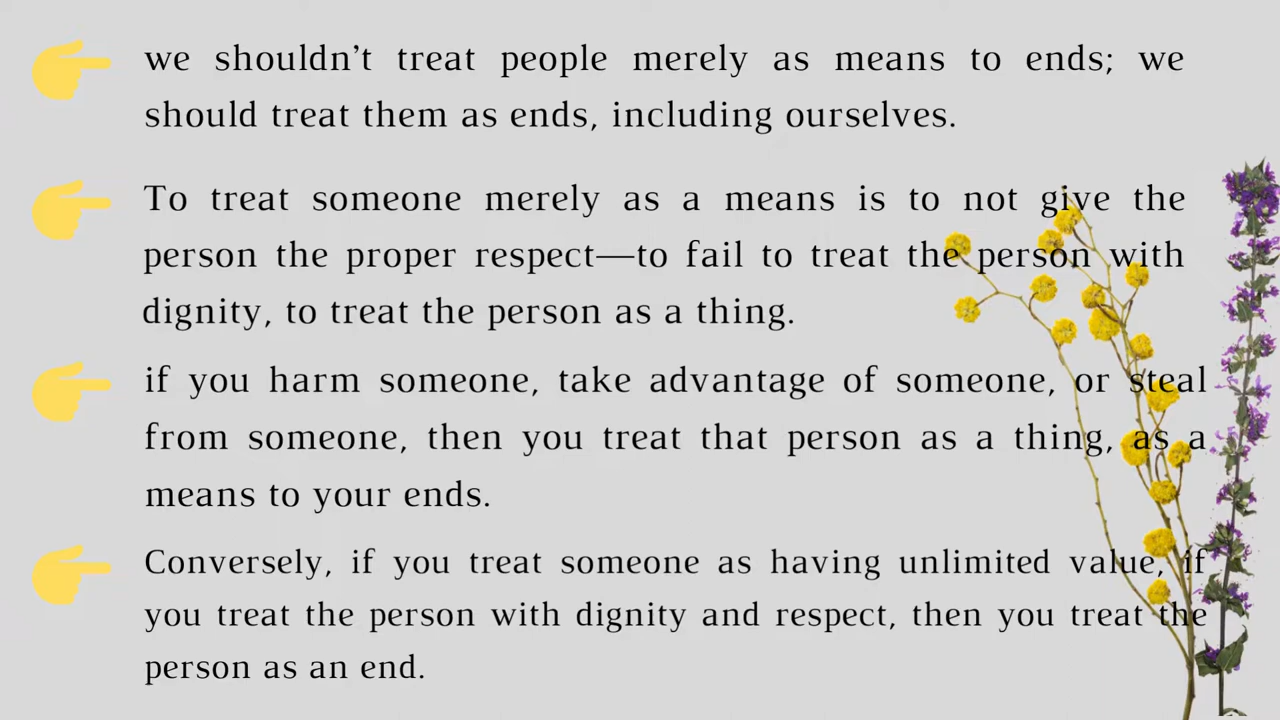 we shouldn’t treat people merely as means to ends; we
should treat them as ends, including ourselves.
To treat someone merely as a means is to not give the
person the proper respect—to fail to treat the person with
dignity, to treat the person as a thing.
if you harm someone, take advantage of someone, or steal
from someone, then you treat that person as a thing, as a
means to your ends.
Conversely, if you treat someone as having unlimited value, if
you treat the person with dignity and respect, then you treat the
person as an end.